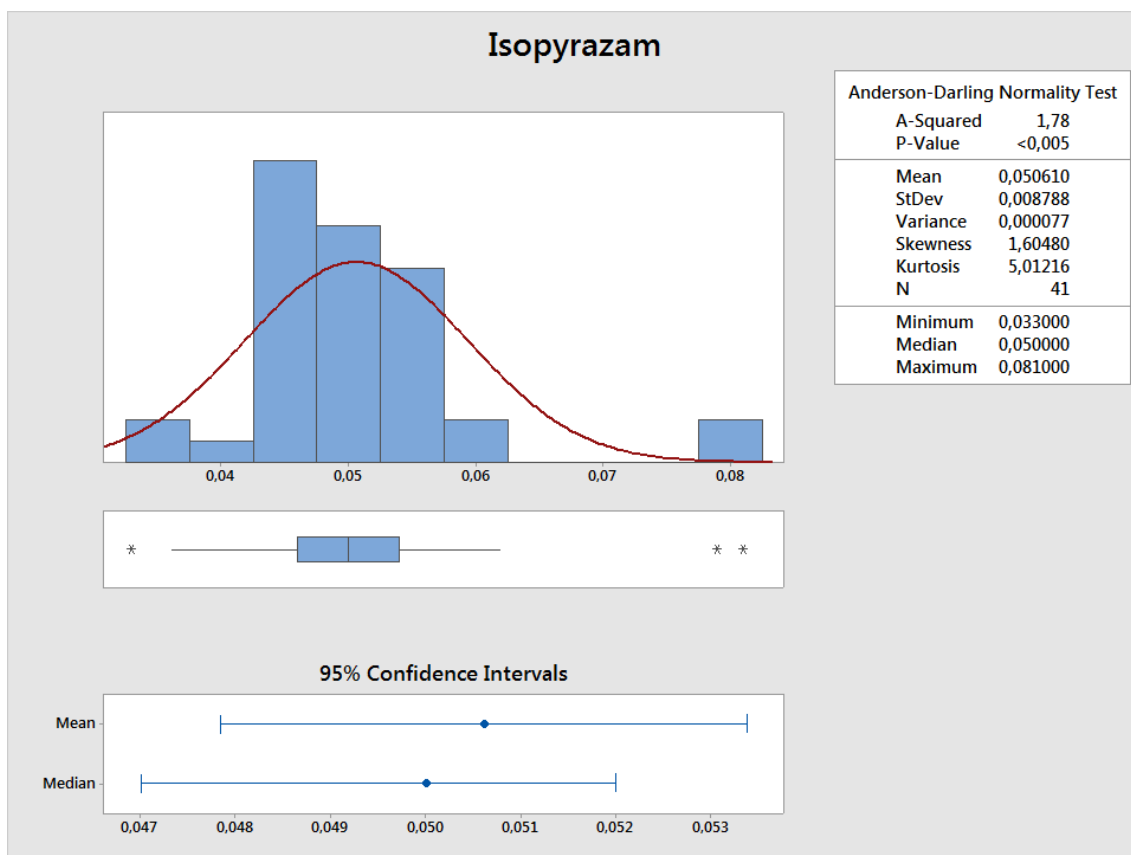 Isopyrazam
Anderson-Darling Normality Test
A-Squared 1,78
P-Value <0,005
Mean 0,050610
StDev 0,008788
Variance 0,000077
Skewness 1,60480
Kurtosis 5,01216
N 41
Minimum 0,033000
Median 0,050000
Maximum 0,081000
0,04 0,05 0,06 0,07 0,08
95% Confidence Intervals
Mean
Median
0,047 0,048 0,049 0,050 0,051 0,052 0,053